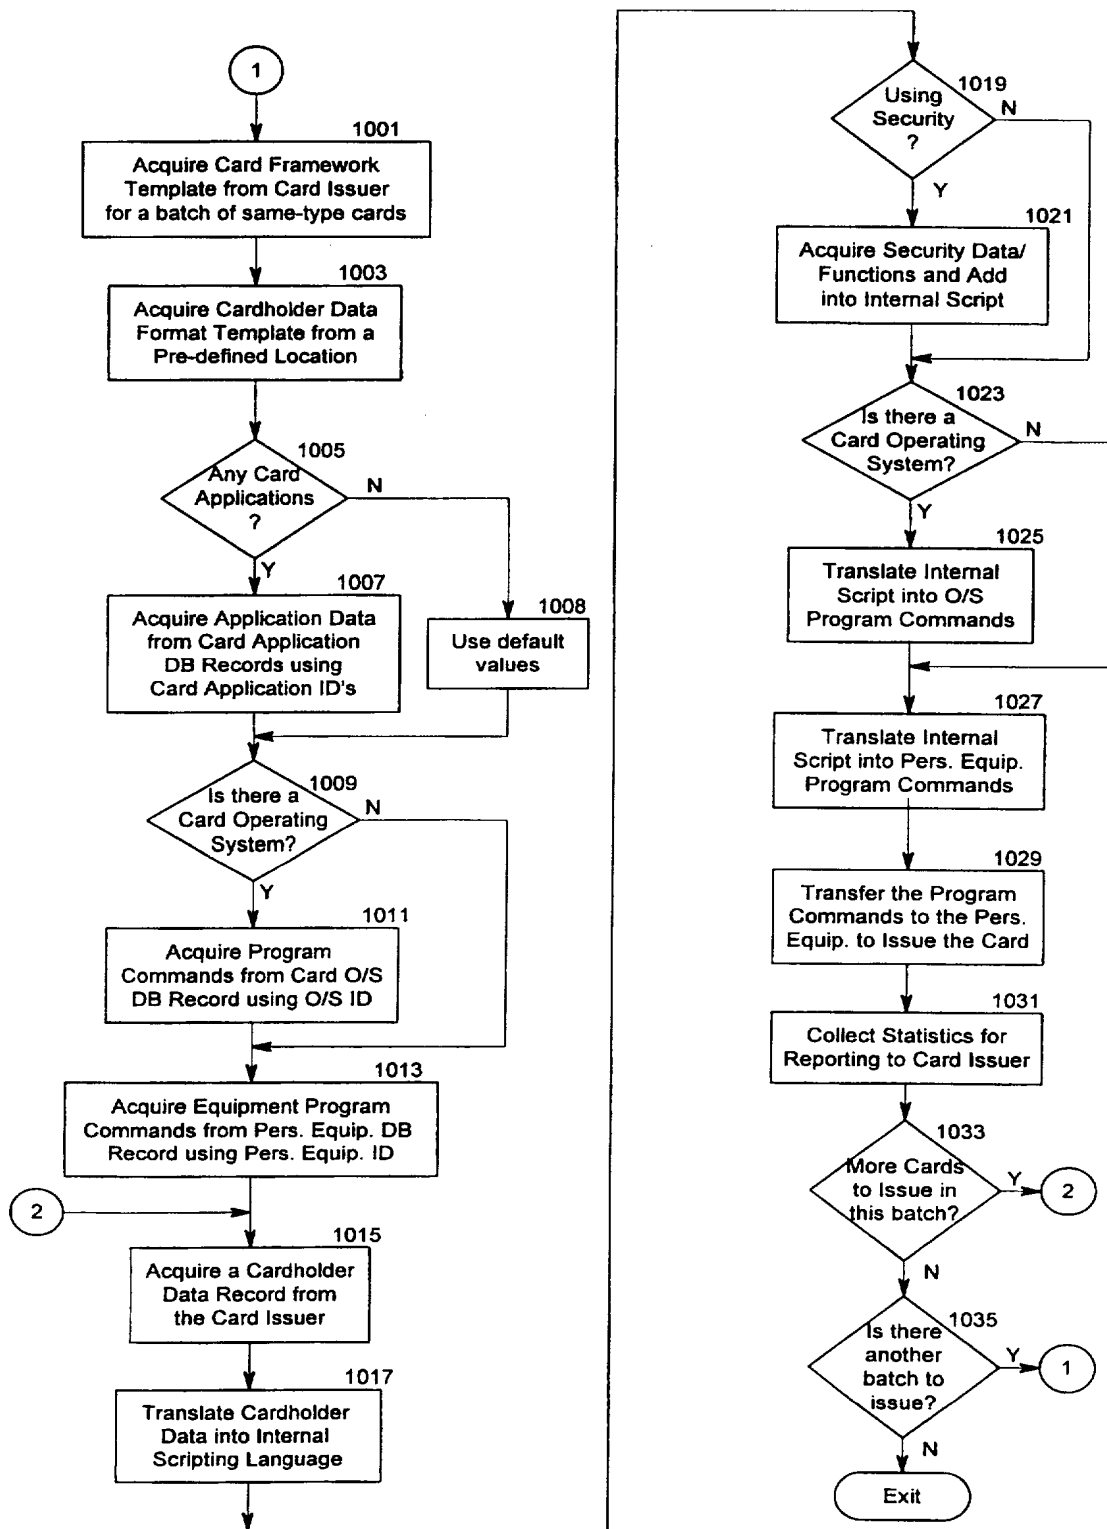 1
1001
Acquire Card Framework
Template from Card Issuer
for a batch of same-type cards
1003
Acquire Cardholder Data
Format Template from a
Pre-defined Location
1005
Any Card
Applications
?
N
Y
1007
Acquire Application Data
from Card Application
DB Records using
Card Application ID's
1008
Use default
values
1009
Is there a
Card Operating
System?
N
Y
1011
Acquire Program
Commands from Card O/S
DB Record using O/S ID
1013
Acquire Equipment Program
Commands from Pers. Equip. DB
Record using Pers. Equip. ID
2
1015
Acquire a Cardholder
Data Record from
the Card Issuer
1017
Translate Cardholder
Data into Internal
Scripting Language
1019
Using
Security
?
N
Y
1021
Acquire Security Data/
Functions and Add
into Internal Script
1023
Is there a
Card Operating
System?
N
Y
1025
Translate Internal
Script into O/S
Program Commands
1027
Translate Internal
Script into Pers. Equip.
Program Commands
1029
Transfer the Program
Commands to the Pers.
Equip. to Issue the Card
1031
Collect Statistics for
Reporting to Card Issuer
1033
More Cards
to Issue in
this batch?
Y
2
N
1035
Is there
another
batch to
issue?
Y
1
N
Exit